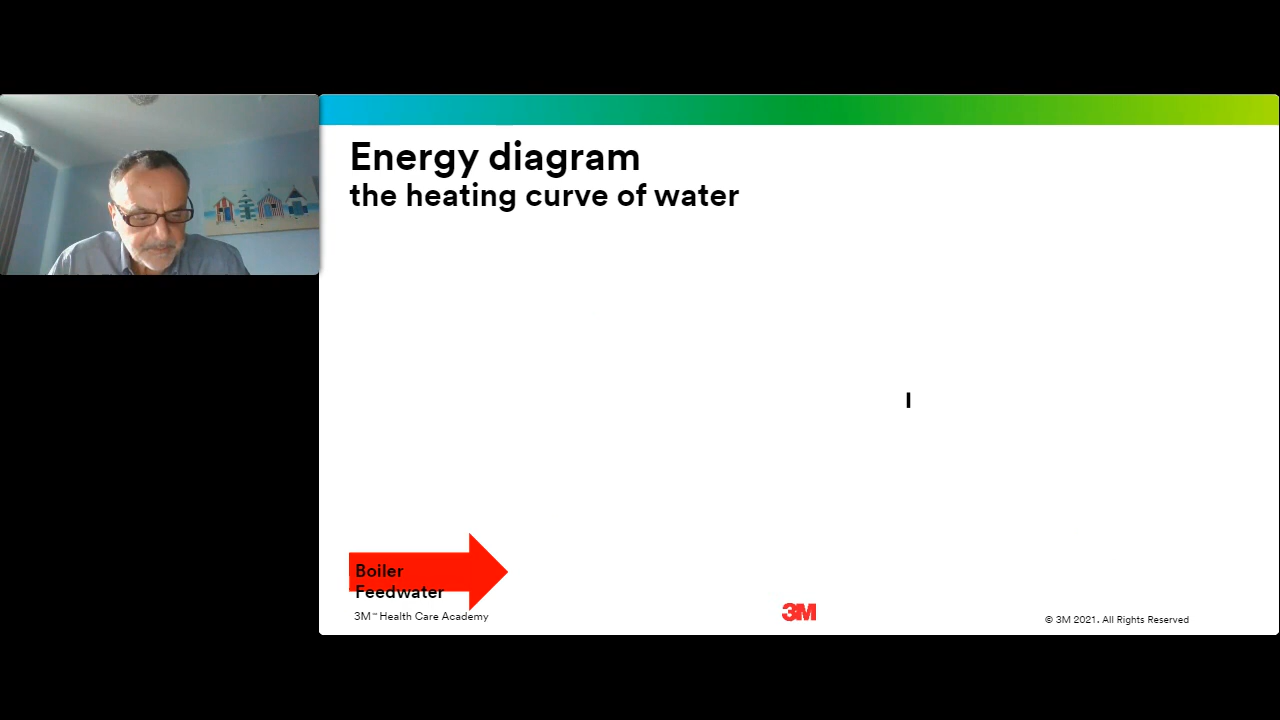 Energy diagram
the heating curve of water
I
Boiler
Feedwater
3M™ Health Care Academy
3M
© 3M 2021. All Rights Reserved